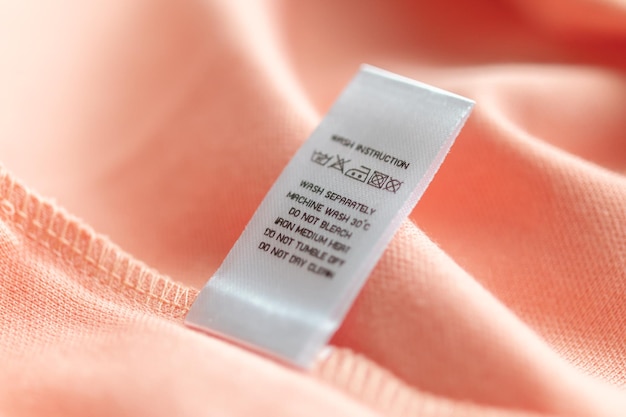 WASH INSTRUCTION
WASH SEPARATELY
MACHINE WASH 30°C
DO NOT BLEACH
IRON MEDIUM HEAT
DO NOT TUMBLE DRY
DO NOT DRY CLEAN